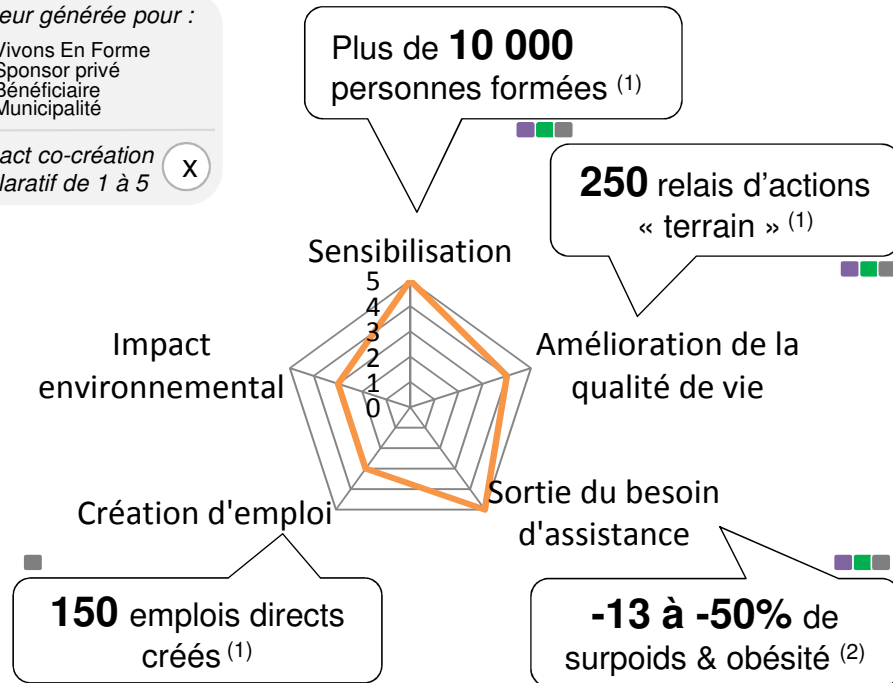 eur générée pour :
Vivons En Forme
Sponsor privé
Bénéficiaire
Municipalité
act co-création
laratif de 1 à 5
X
Plus de 10 000
personnes formées (1)
250 relais d'actions
« terrain » (1)
Sensibilisation
5
4
3
2
1
0
Impact
environnemental
Amélioration de la
qualité de vie
Création d'emploi
Sortie du besoin
d'assistance
150 emplois directs
créés (1)
-13 à -50% de
surpoids & obésité (2)